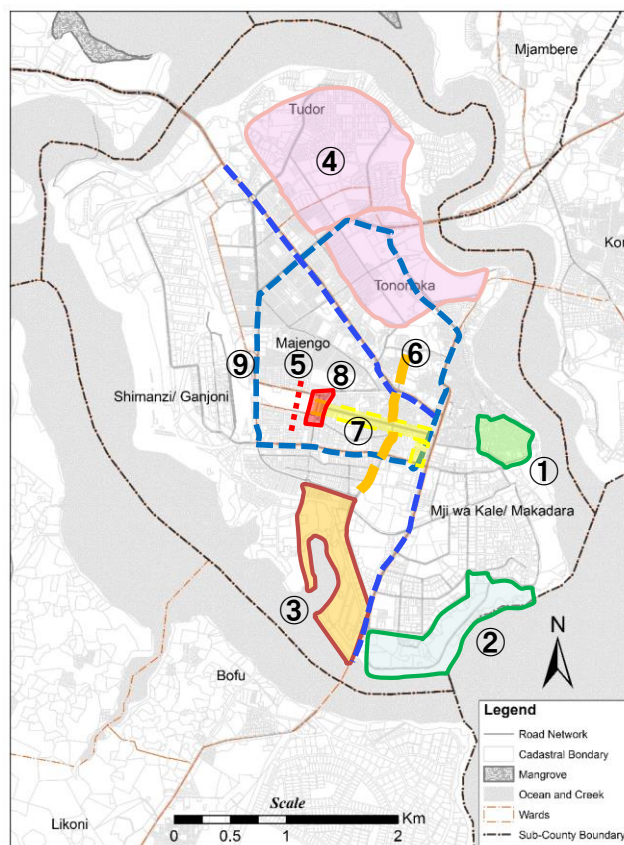 Mjambere
Tudor
④
Kor
Tononoka
⑥
Majengo
⑨
⑤
⑧
Shimanzi/ Ganjoni
⑦
①
Mji wa Kale/ Makadara
③
②
N
Bofu
Legend
Road Network
Cadastral Bondary
Mangrove
Ocean and Creek
Wards
Sub-County Boundary
Scale
Km
0 0.5 1 2
Likoni